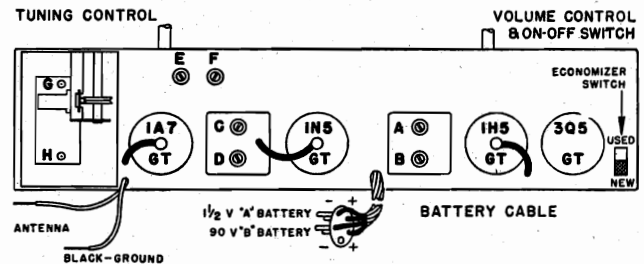 TUNING CONTROL
VOLUME CONTROL
& ON-OFF SWITCH
E F
ECONOMIZER
SWITCH
G
H
1A7
GT
C
D
1N5
GT
A
B
1H5
GT
3Q5
GT
USED
NEW
ANTENNA
BLACK-GROUND
- +
1½ V "A" BATTERY
90 V "B" BATTERY
- +
BATTERY CABLE